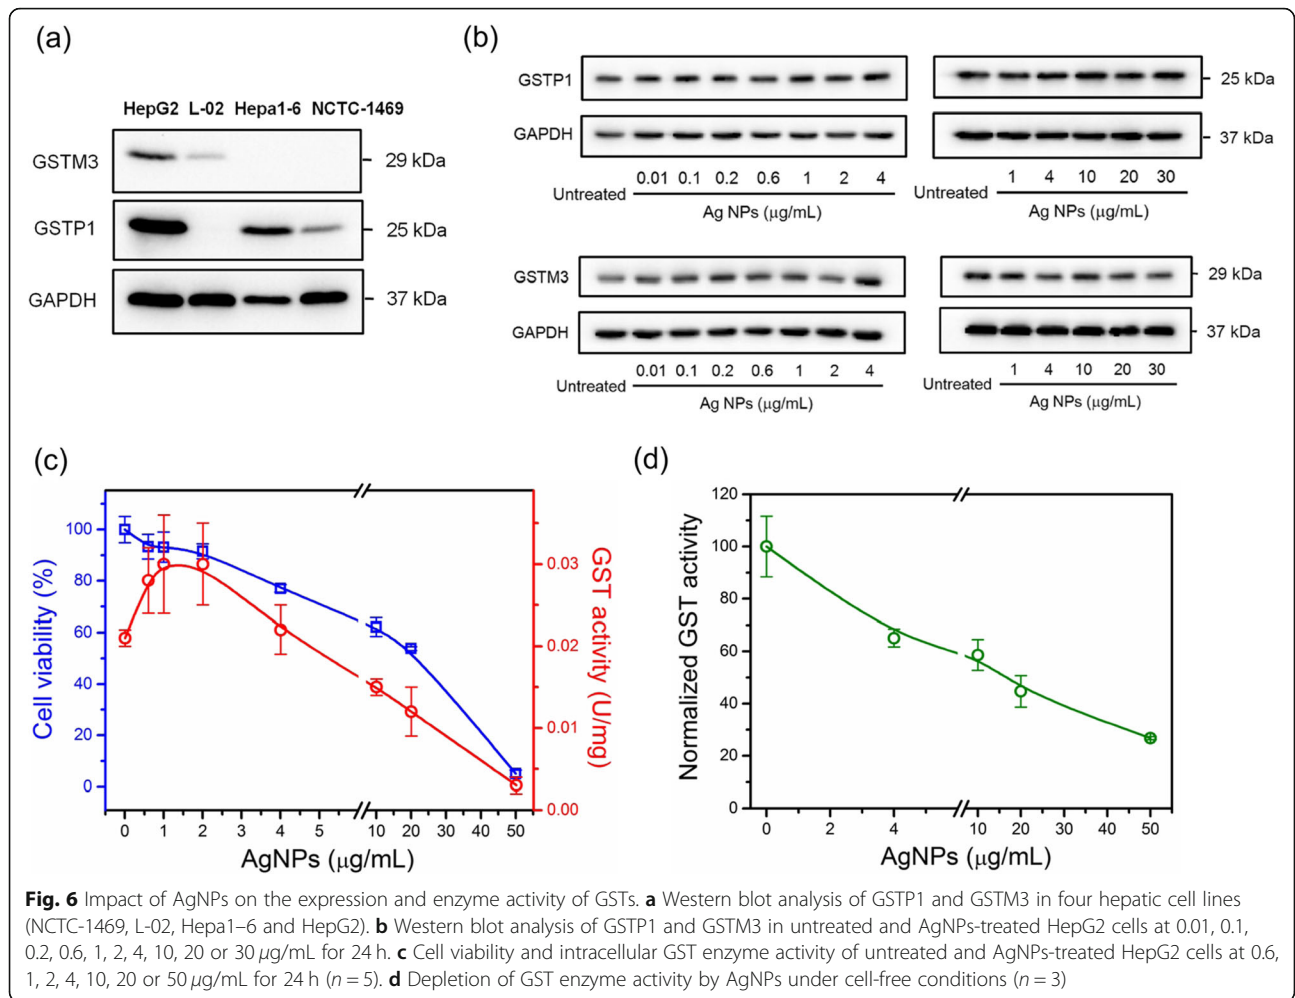 (a)
HepG2 L-02 Hepa1-6 NCTC-1469
GSTM3 29 kDa
GSTP1 25 kDa
GAPDH 37 kDa
(b)
GSTP1 25 kDa
GAPDH 37 kDa
Untreated 0.01 0.1 0.2 0.6 1 2 4
Ag NPs (μg/mL)
Untreated 1 4 10 20 30
Ag NPs (μg/mL)
GSTM3 29 kDa
GAPDH 37 kDa
Untreated 0.01 0.1 0.2 0.6 1 2 4
Ag NPs (μg/mL)
Untreated 1 4 10 20 30
Ag NPs (μg/mL)
(c)
Cell viability (%)
100
80
60
40
20
0
GST activity (U/mg)
0.03
0.02
0.01
0.00
0 1 2 3 4 5 10 20 30 40 50
AgNPs (μg/mL)
(d)
Normalized GST activity
120
100
80
60
40
20
0
0 2 4 10 20 30 40 50
AgNPs (μg/mL)
Fig. 6 Impact of AgNPs on the expression and enzyme activity of GSTs. a Western blot analysis of GSTP1 and GSTM3 in four hepatic cell lines
(NCTC-1469, L-02, Hepa1–6 and HepG2). b Western blot analysis of GSTP1 and GSTM3 in untreated and AgNPs-treated HepG2 cells at 0.01, 0.1,
0.2, 0.6, 1, 2, 4, 10, 20 or 30 μg/mL for 24 h. c Cell viability and intracellular GST enzyme activity of untreated and AgNPs-treated HepG2 cells at 0.6,
1, 2, 4, 10, 20 or 50 μg/mL for 24 h (n = 5). d Depletion of GST enzyme activity by AgNPs under cell-free conditions (n = 3)